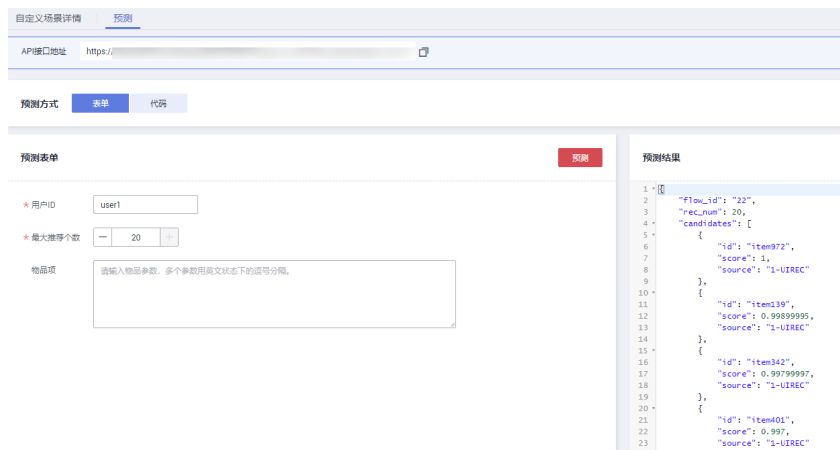 自定义场景详情 预测
API接口地址 https:/
预测方式 表单 代码
预测表单 预测
* 用户ID user1
* 最大推荐个数 — 20 +
物品项 请输入物品参数，多个参数用英文状态下的逗号分隔。
预测结果
1 {
2 "flow_id": "22",
3 "rec_num": 20,
4 "candidates": [
5 {
6 "id": "item972",
7 "score": 1,
8 "source": "1-UIREC"
9 },
10 {
11 "id": "item139",
12 "score": 0.99899995,
13 "source": "1-UIREC"
14 },
15 {
16 "id": "item342",
17 "score": 0.99799997,
18 "source": "1-UIREC"
19 },
20 {
21 "id": "item401",
22 "score": 0.997,
23 "source": "1-UIREC"